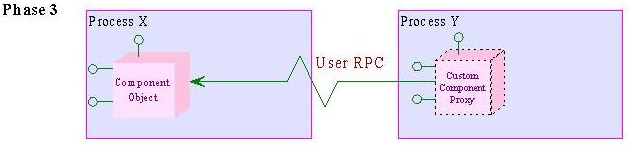 Phase 3
Process X
Process Y
User RPC
Component
Object
Custom
Component
Proxy